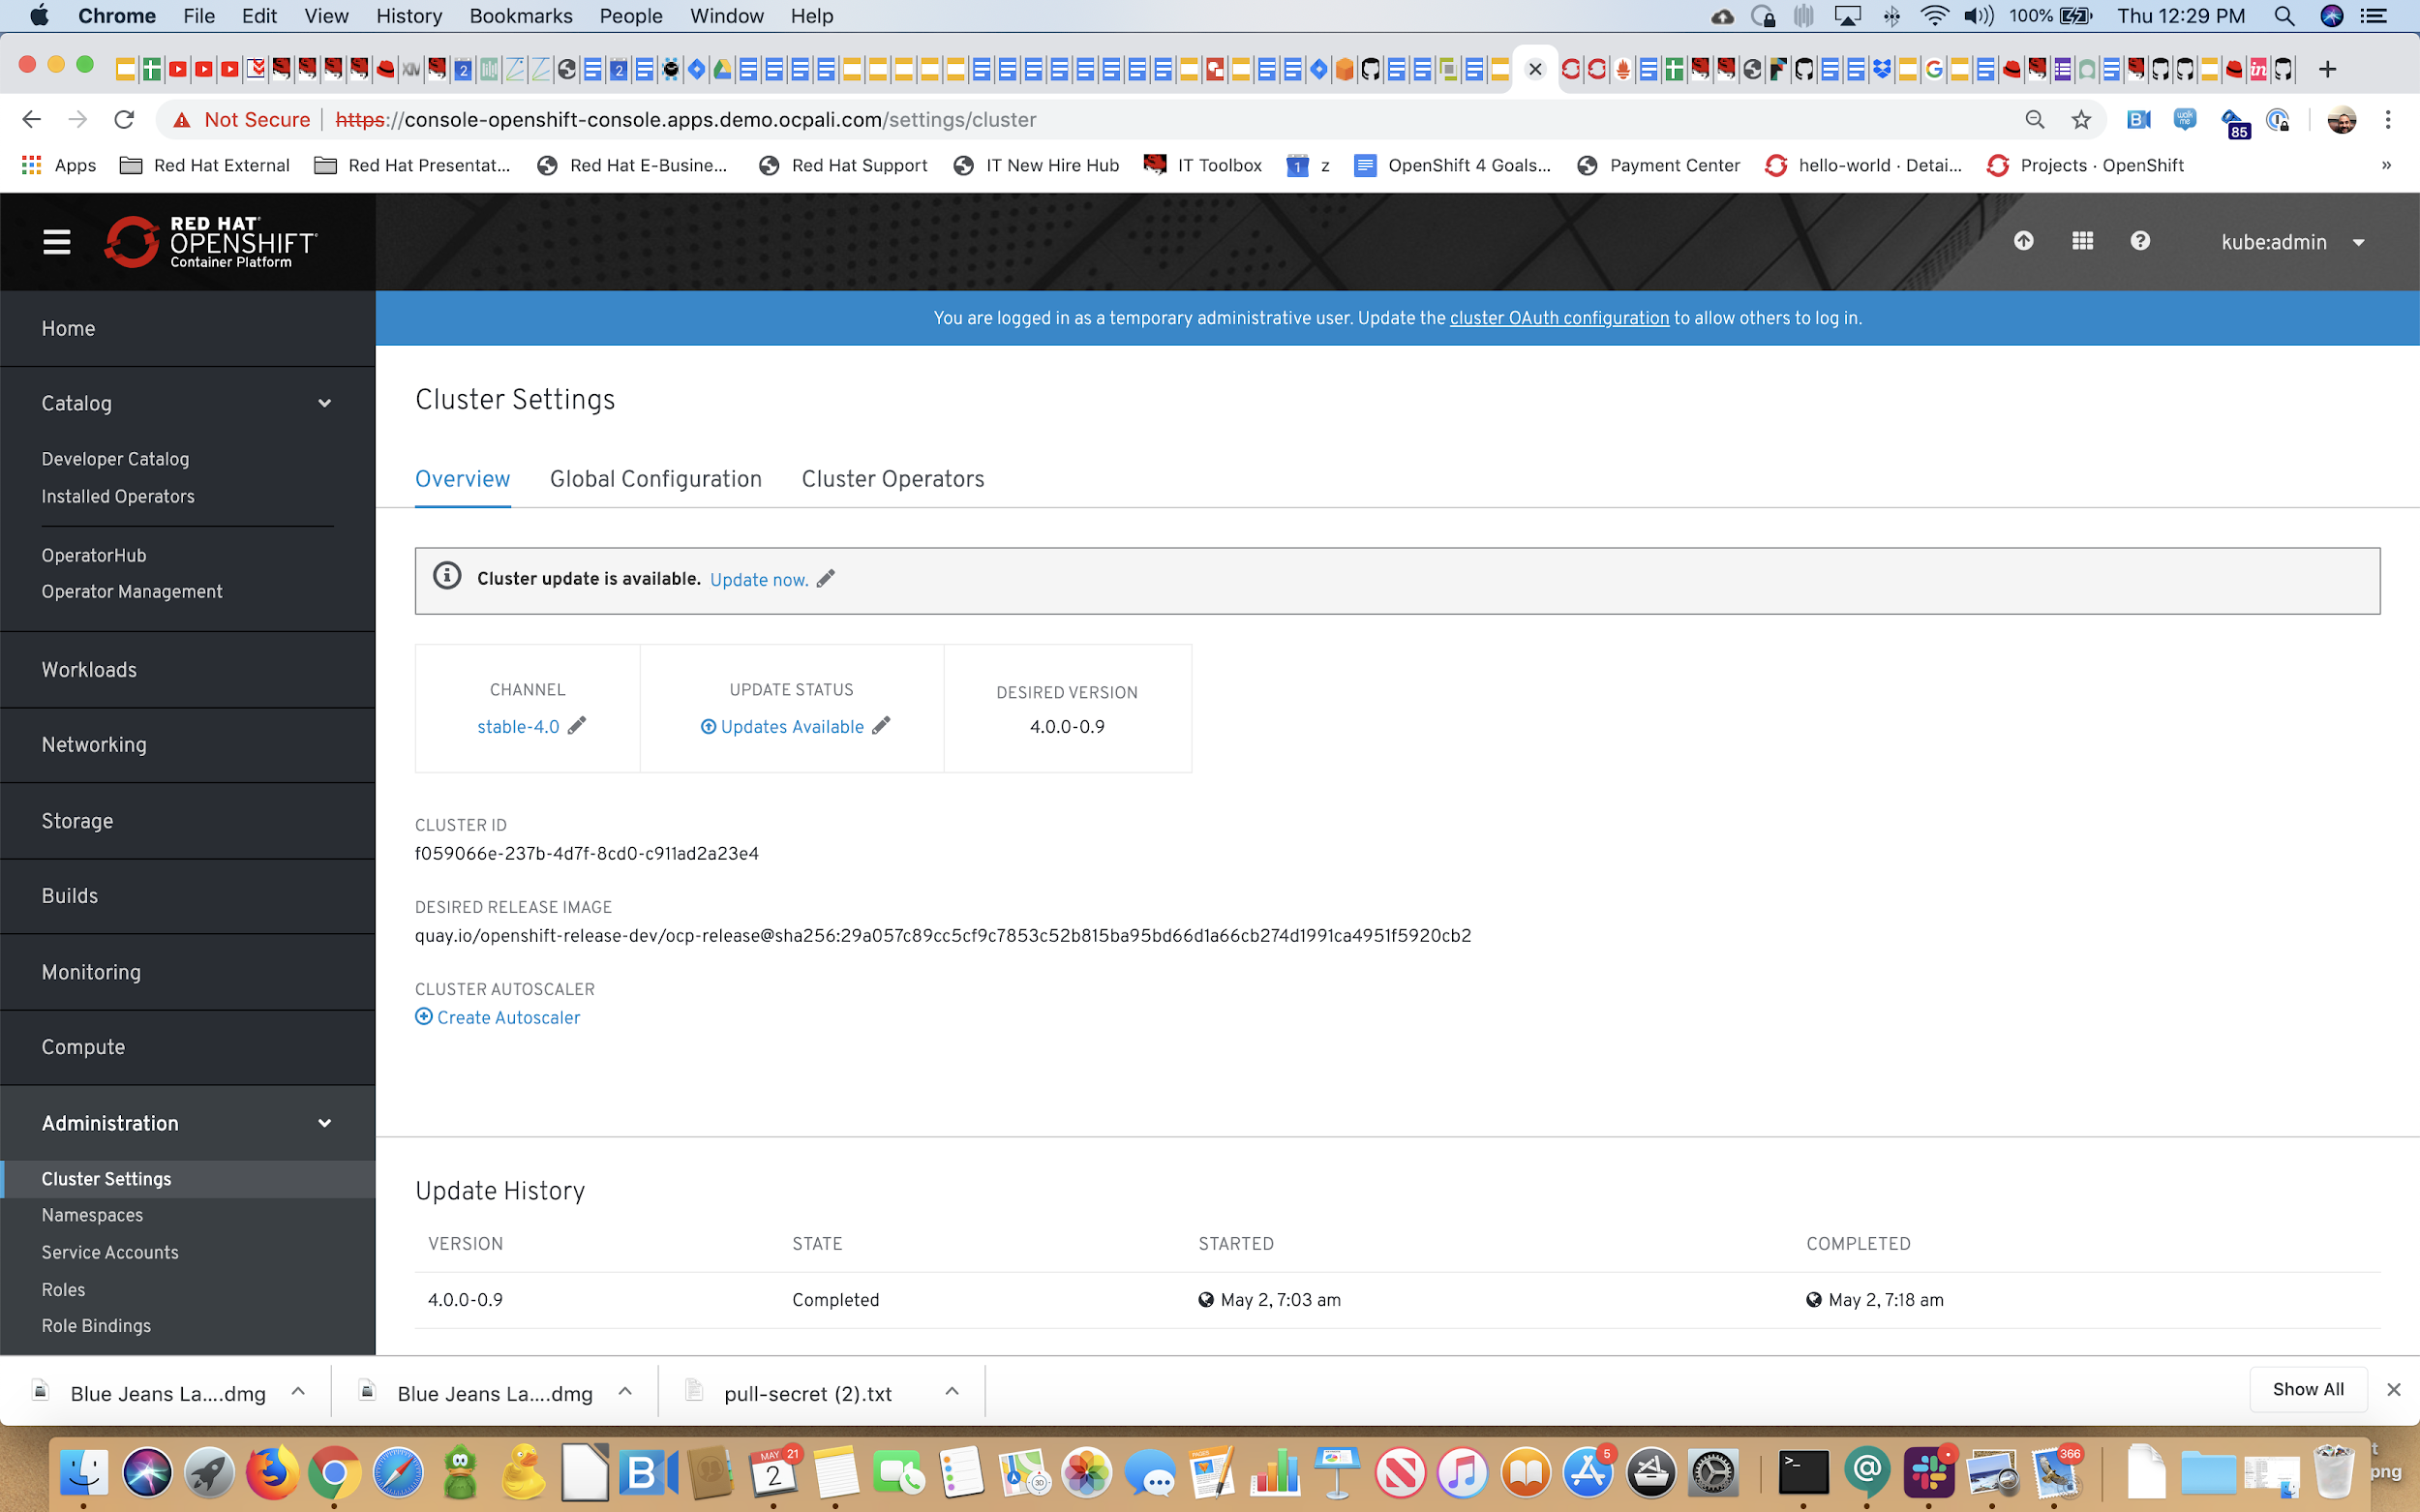 Chrome File Edit View History Bookmarks People Window Help 100% Thu 12:29 PM
Not Secure https://console-openshift-console.apps.demo.ocpali.com/settings/cluster 85
Apps Red Hat External Red Hat Presentat... Red Hat E-Busine... Red Hat Support IT New Hire Hub IT Toolbox 1 z OpenShift 4 Goals... Payment Center hello-world · Detai... Projects · OpenShift »
RED HAT
OPENSHIFT
Container Platform
kube:admin
You are logged in as a temporary administrative user. Update the cluster OAuth configuration to allow others to log in.
Home
Catalog
Developer Catalog
Installed Operators
OperatorHub
Operator Management
Workloads
Networking
Storage
Builds
Monitoring
Compute
Administration
Cluster Settings
Namespaces
Service Accounts
Roles
Role Bindings
Cluster Settings
Overview Global Configuration Cluster Operators
Cluster update is available. Update now.
CHANNEL UPDATE STATUS DESIRED VERSION
stable-4.0 Updates Available 4.0.0-0.9
CLUSTER ID
f059066e-237b-4d7f-8cd0-c911ad2a23e4
DESIRED RELEASE IMAGE
quay.io/openshift-release-dev/ocp-release@sha256:29a057c89cc5cf9c7853c52b815ba95bd66d1a66cb274d1991ca4951f5920cb2
CLUSTER AUTOSCALER
Create Autoscaler
Update History
VERSION STATE STARTED COMPLETED
4.0.0-0.9 Completed May 2, 7:03 am May 2, 7:18 am
Blue Jeans La....dmg Blue Jeans La....dmg pull-secret (2).txt Show All
MAY 2 21 5 366
png